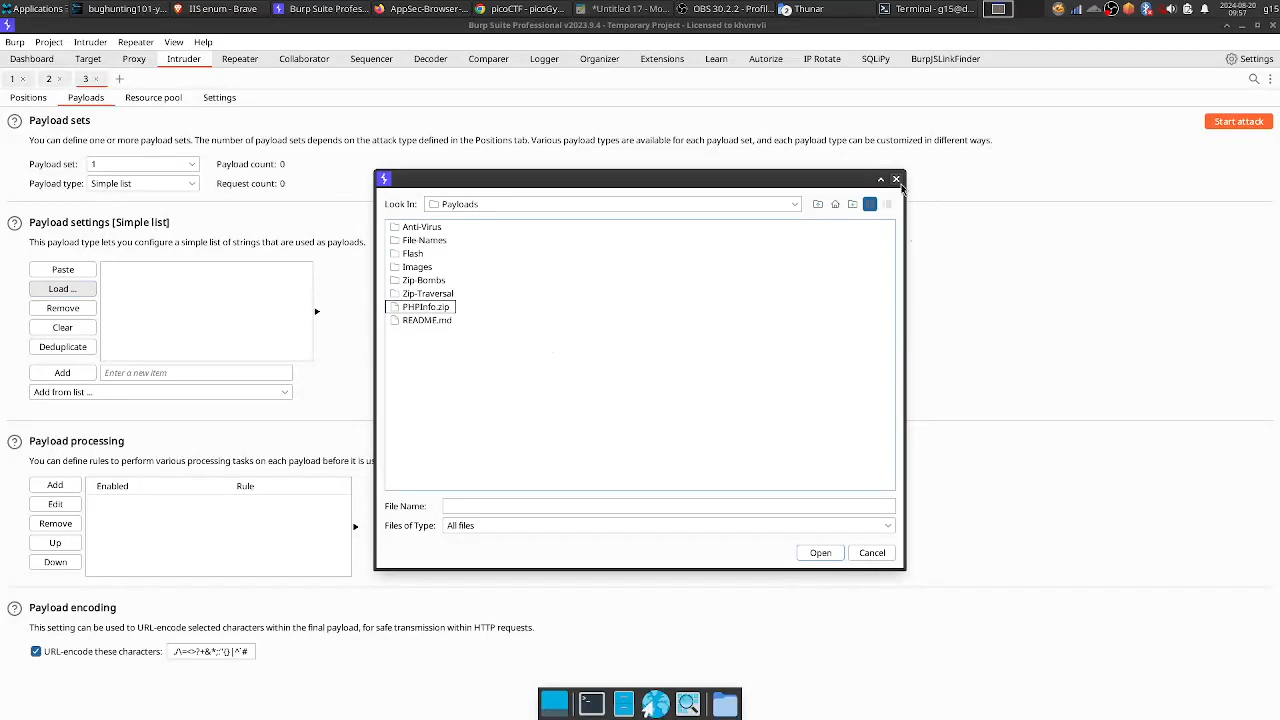 Applications
bughunting101-y...
IIS enum - Brave
Burp Suite Profes...
AppSec-Browser-...
picoCTF - picoGy...
*Untitled 17 - Mo...
OBS 30.2.2 - Profil...
2 Thunar
Terminal - g15@d...
2024-08-20
09:57
g15
Burp Suite Professional v2023.9.4 - Temporary Project - Licensed to khvmvli
Burp Project Intruder Repeater View Help
Dashboard Target Proxy Intruder Repeater Collaborator Sequencer Decoder Comparer Logger Organizer Extensions Learn Autorize IP Rotate SQLiPy BurpJSLinkFinder Settings
1 × 2 × 3 × +
Positions Payloads Resource pool Settings
? Payload sets
Start attack
You can define one or more payload sets. The number of payload sets depends on the attack type defined in the Positions tab. Various payload types are available for each payload set, and each payload type can be customized in different ways.
Payload set: 1 Payload count: 0
Payload type: Simple list Request count: 0
? Payload settings [Simple list]
This payload type lets you configure a simple list of strings that are used as payloads.
Paste
Load ...
Remove
Clear
Deduplicate
Add Enter a new item
Add from list ...
? Payload processing
You can define rules to perform various processing tasks on each payload before it is us
Add
Edit
Remove
Up
Down
Enabled Rule
? Payload encoding
This setting can be used to URL-encode selected characters within the final payload, for safe transmission within HTTP requests.
URL-encode these characters: ./\=<>?+&*;:"{}|^`#
Look In: Payloads
Anti-Virus
File-Names
Flash
Images
Zip-Bombs
Zip-Traversal
PHPInfo.zip
README.md
File Name:
Files of Type: All files
Open Cancel